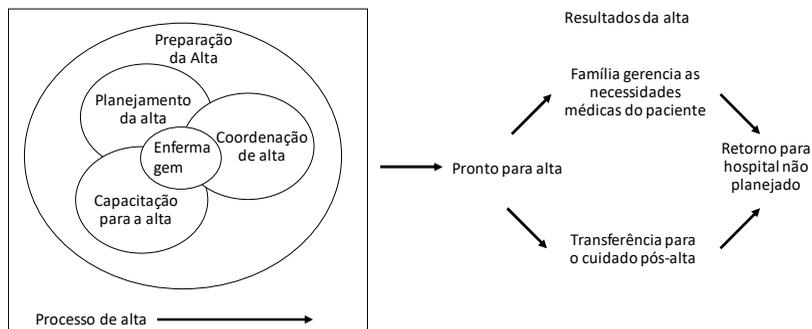 Preparação
da Alta
Planejamento
da alta
Enferma
gem
Coordenação
de alta
Capacitação
para a alta
Processo de alta
Resultados da alta
Pronto para alta
Família gerencia as
necessidades
médicas do paciente
Transferência para
o cuidado pós-alta
Retorno para
hospital não
planejado